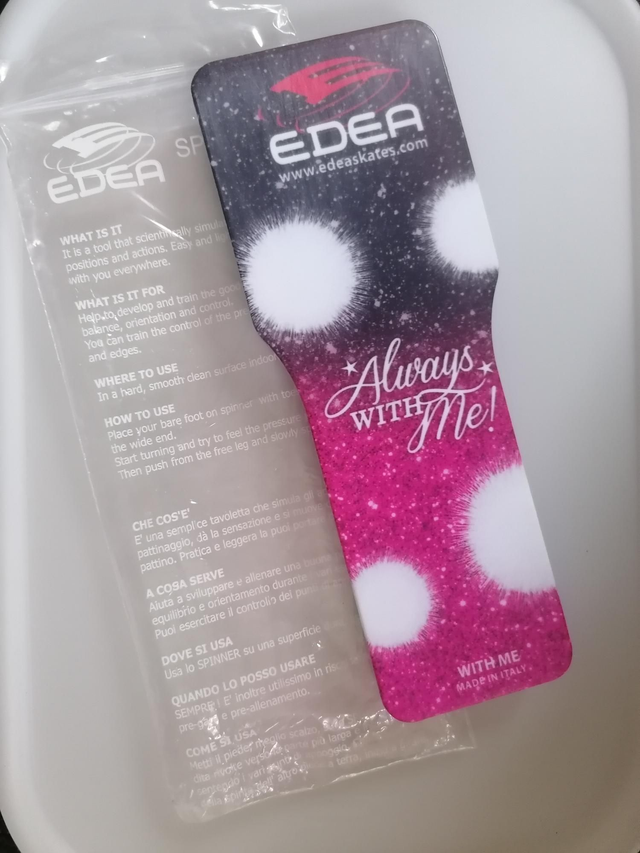 EDEA
SP
WHAT IS IT
It is a tool that scientifically
positions and actions. Easy and
with you everywhere.
WHAT IS IT FOR
Help to develop and train the
balance, orientation and control.
You can train the control of the
and edges.
WHERE TO USE
In a hard, smooth clean surface
HOW TO USE
Place your bare foot on spinner with
the wide end.
Start turning and try to feel the pressure
Then push from the free leg and slowly
CHE COS'E'
E' una semplice tavoletta che simula
pattinaggio, dà la sensazione e
pattino. Pratica e leggera la puoi
A COSA SERVE
Aiuta a sviluppare e allenare una
equilibrio e orientamento durante
Puoi esercitare il controllo dei
DOVE SI USA
Usa lo SPINNER su una superficie
QUANDO LO POSSO USARE
SEMPRE! E' inoltre utilissimo in
e pre-allenamento.
COME SI USA
EDEA
www.edeaskates.com
Always
WITH Me!
WITH ME
MADE IN ITALY